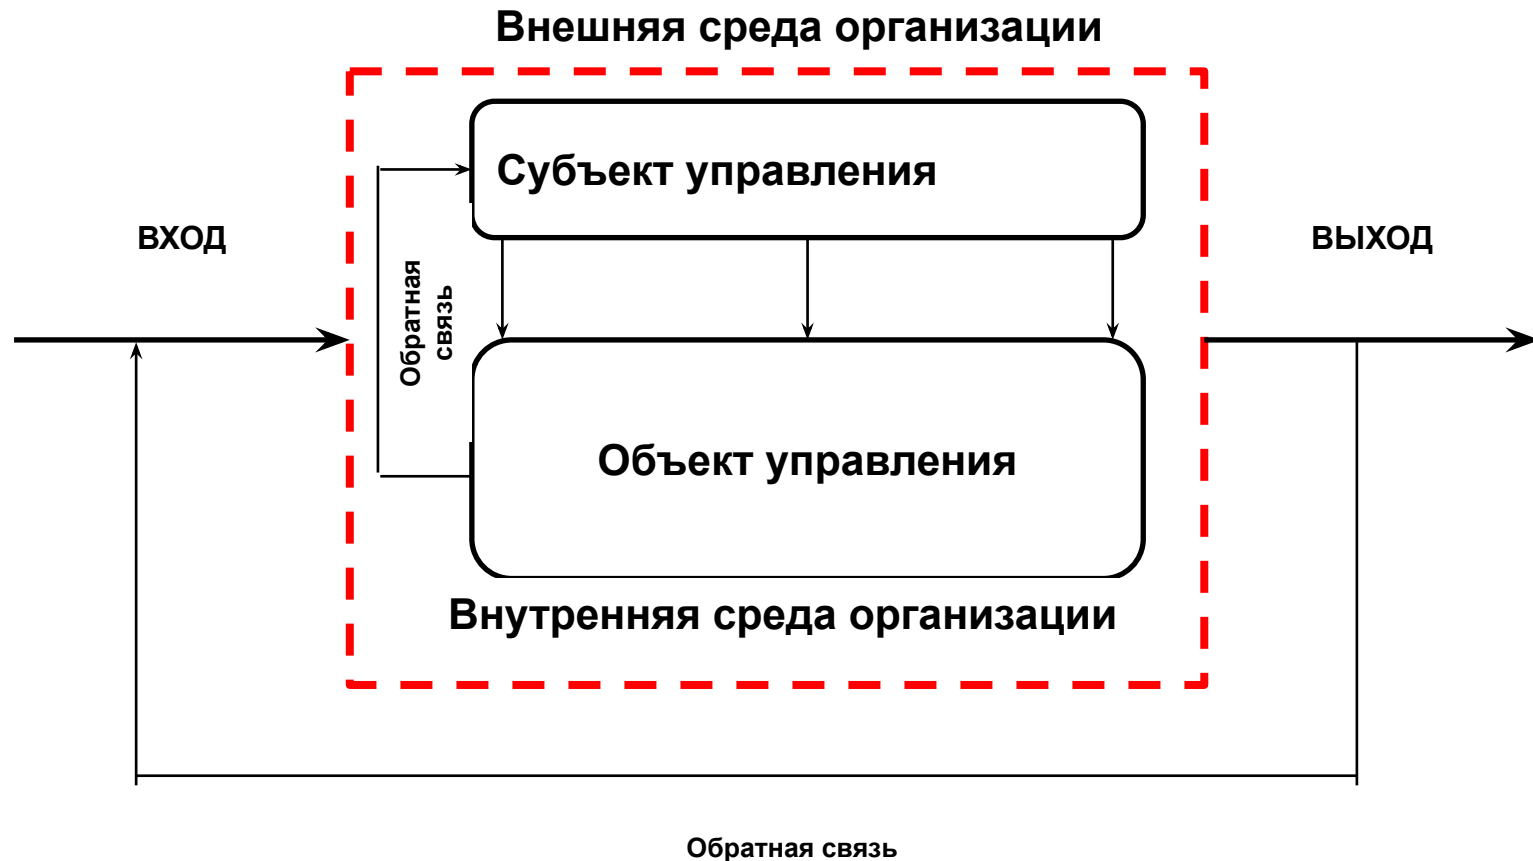 Внешняя среда организации
Субъект управления
ВХОД
ВЫХОД
Обратная
связь
Объект управления
Внутренняя среда организации
Обратная связь